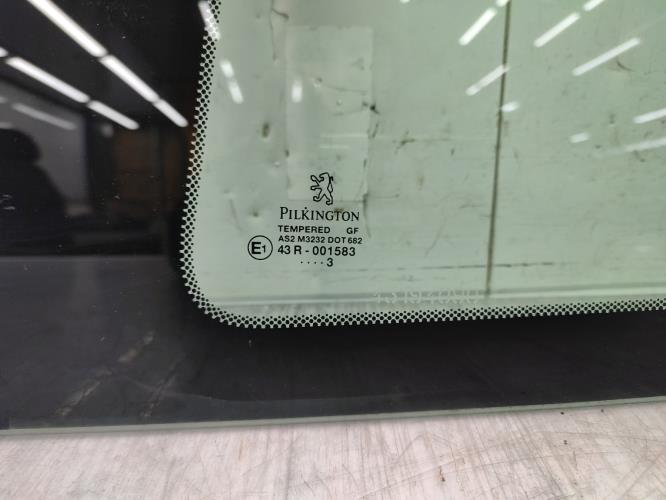 PILKINGTON
TEMPERED GF
AS2 M3232 DOT 682
E1 43 R - 001583
.... 3